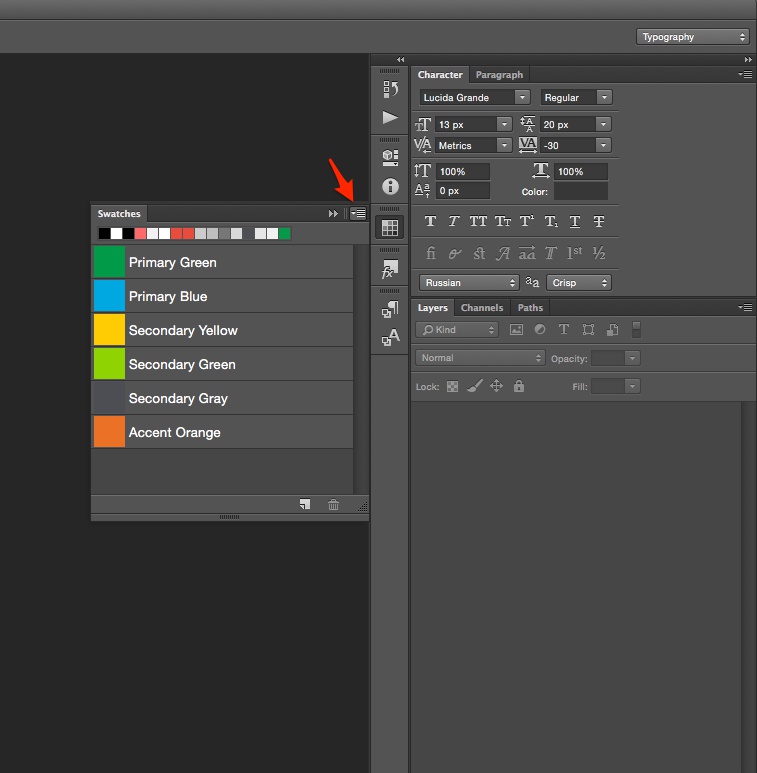 Typography
Character Paragraph
Lucida Grande Regular
13 px 20 px
Metrics -30
100% 100%
0 px Color:
T T TT Tt T¹ T₁ T T
fi st A aa T 1st ½
Russian aa Crisp
Swatches
Primary Green
Primary Blue
Secondary Yellow
Secondary Green
Secondary Gray
Accent Orange
Layers Channels Paths
Kind
Normal Opacity:
Lock: Fill: